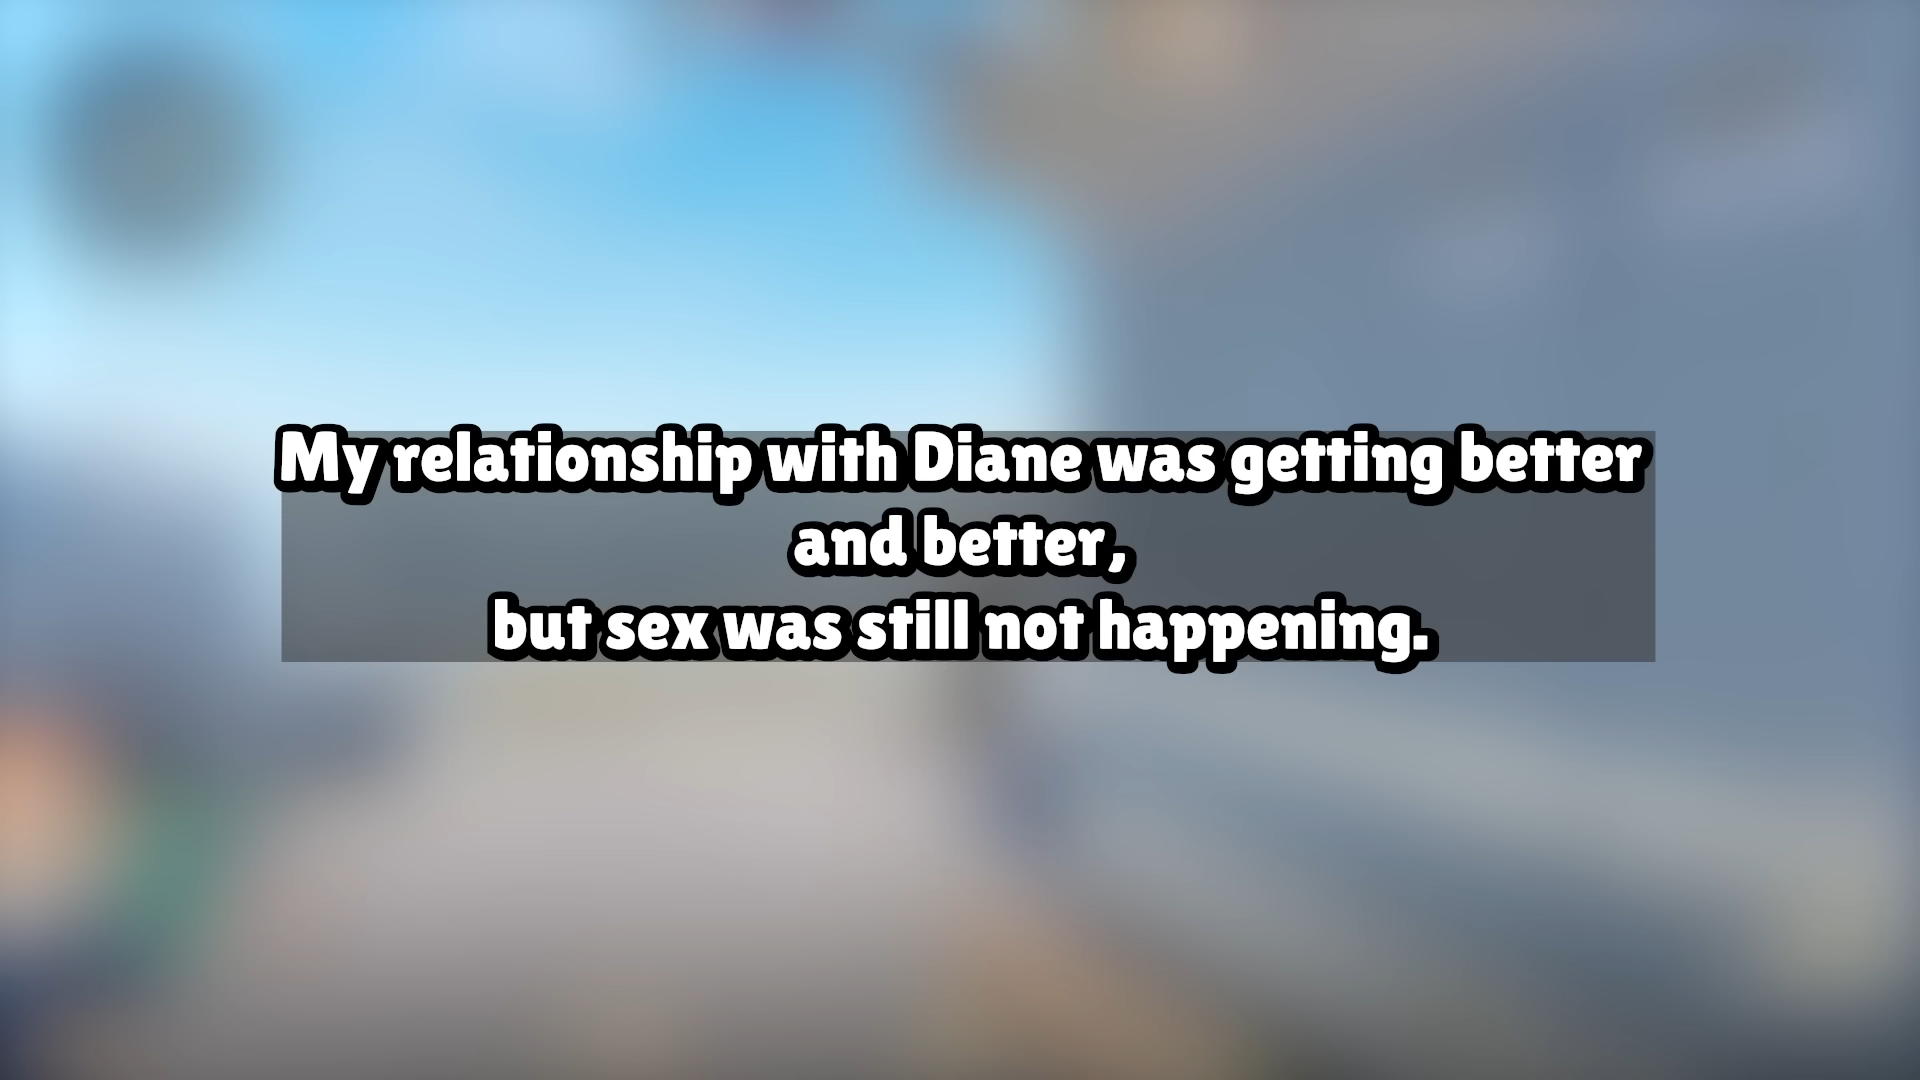 My relationship with Diane was getting better
and better,
but sex was still not happening.